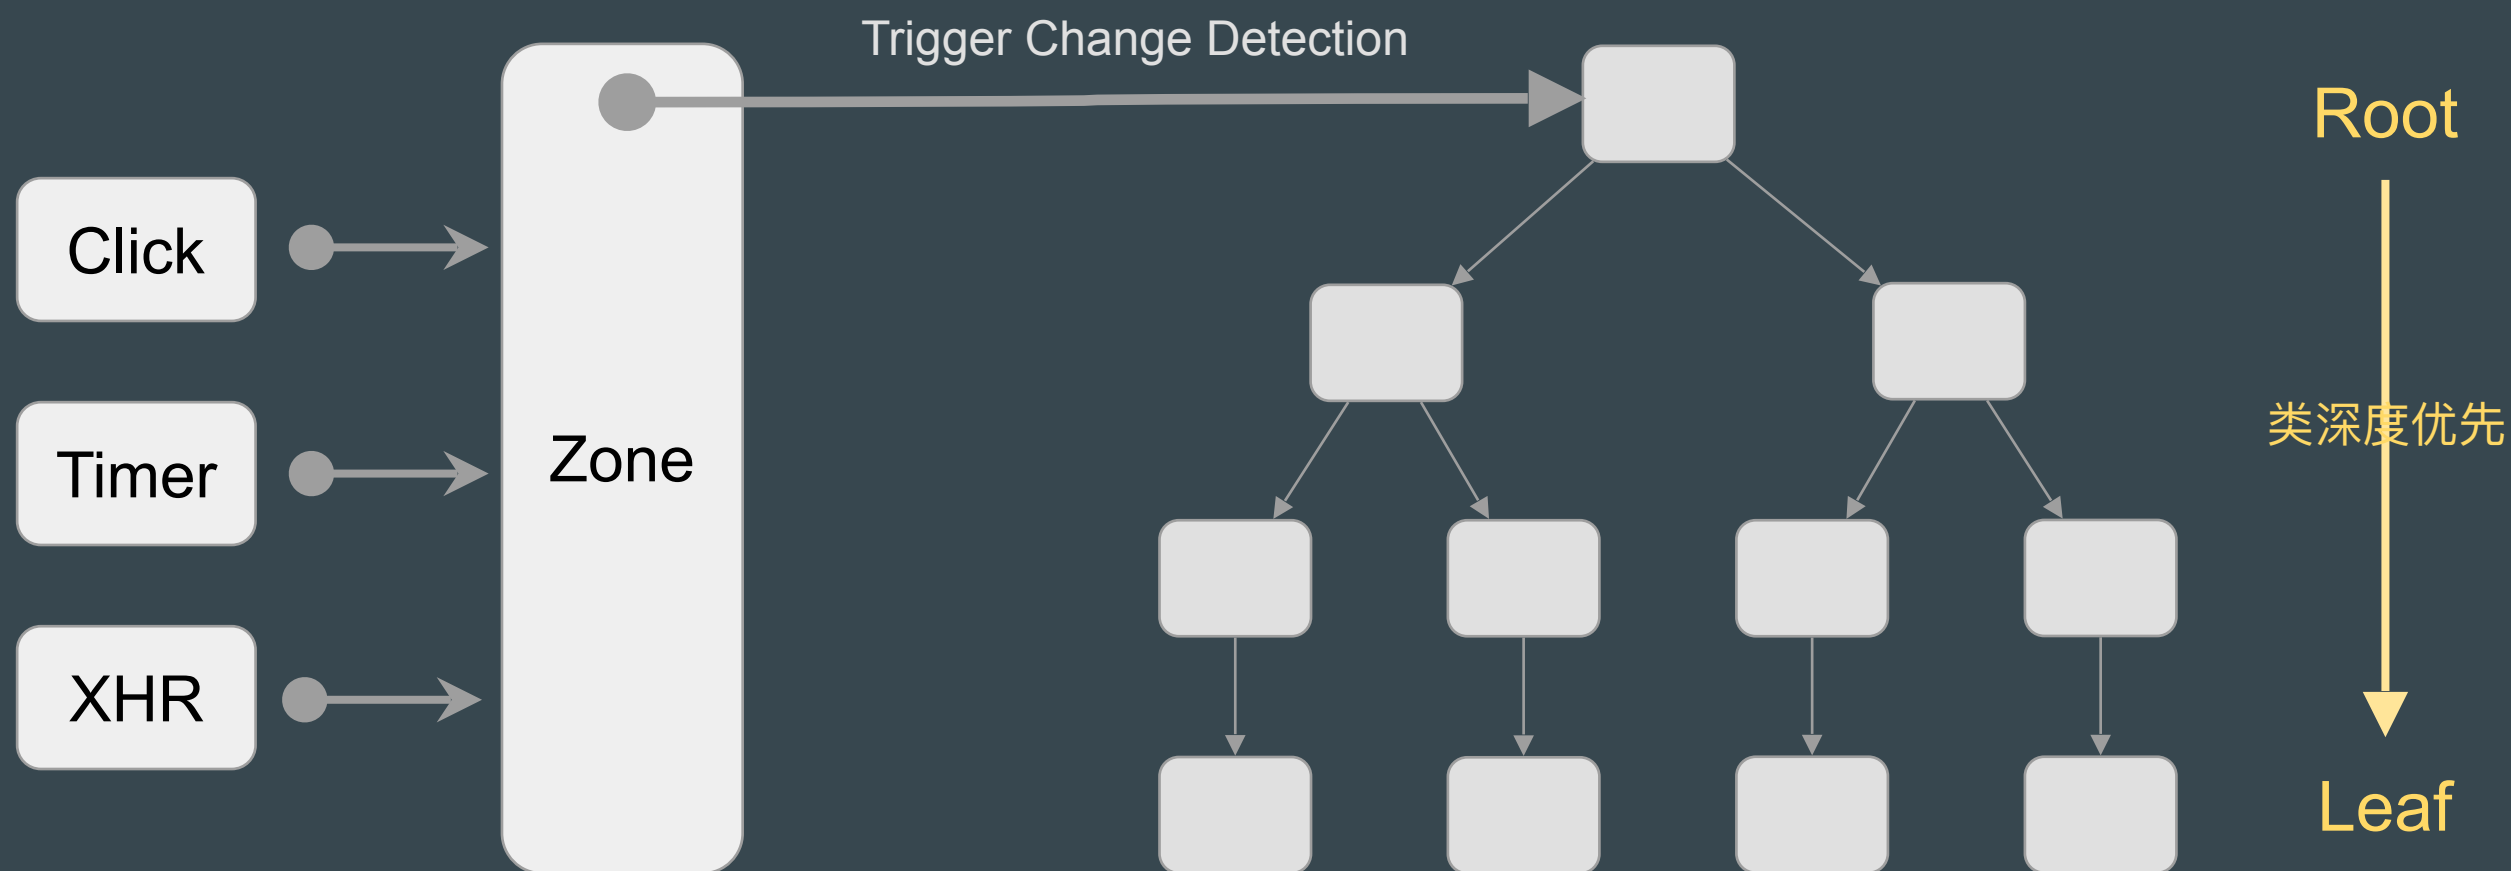 Trigger Change Detection
Root
Click
类深度优先
Timer
Zone
XHR
Leaf